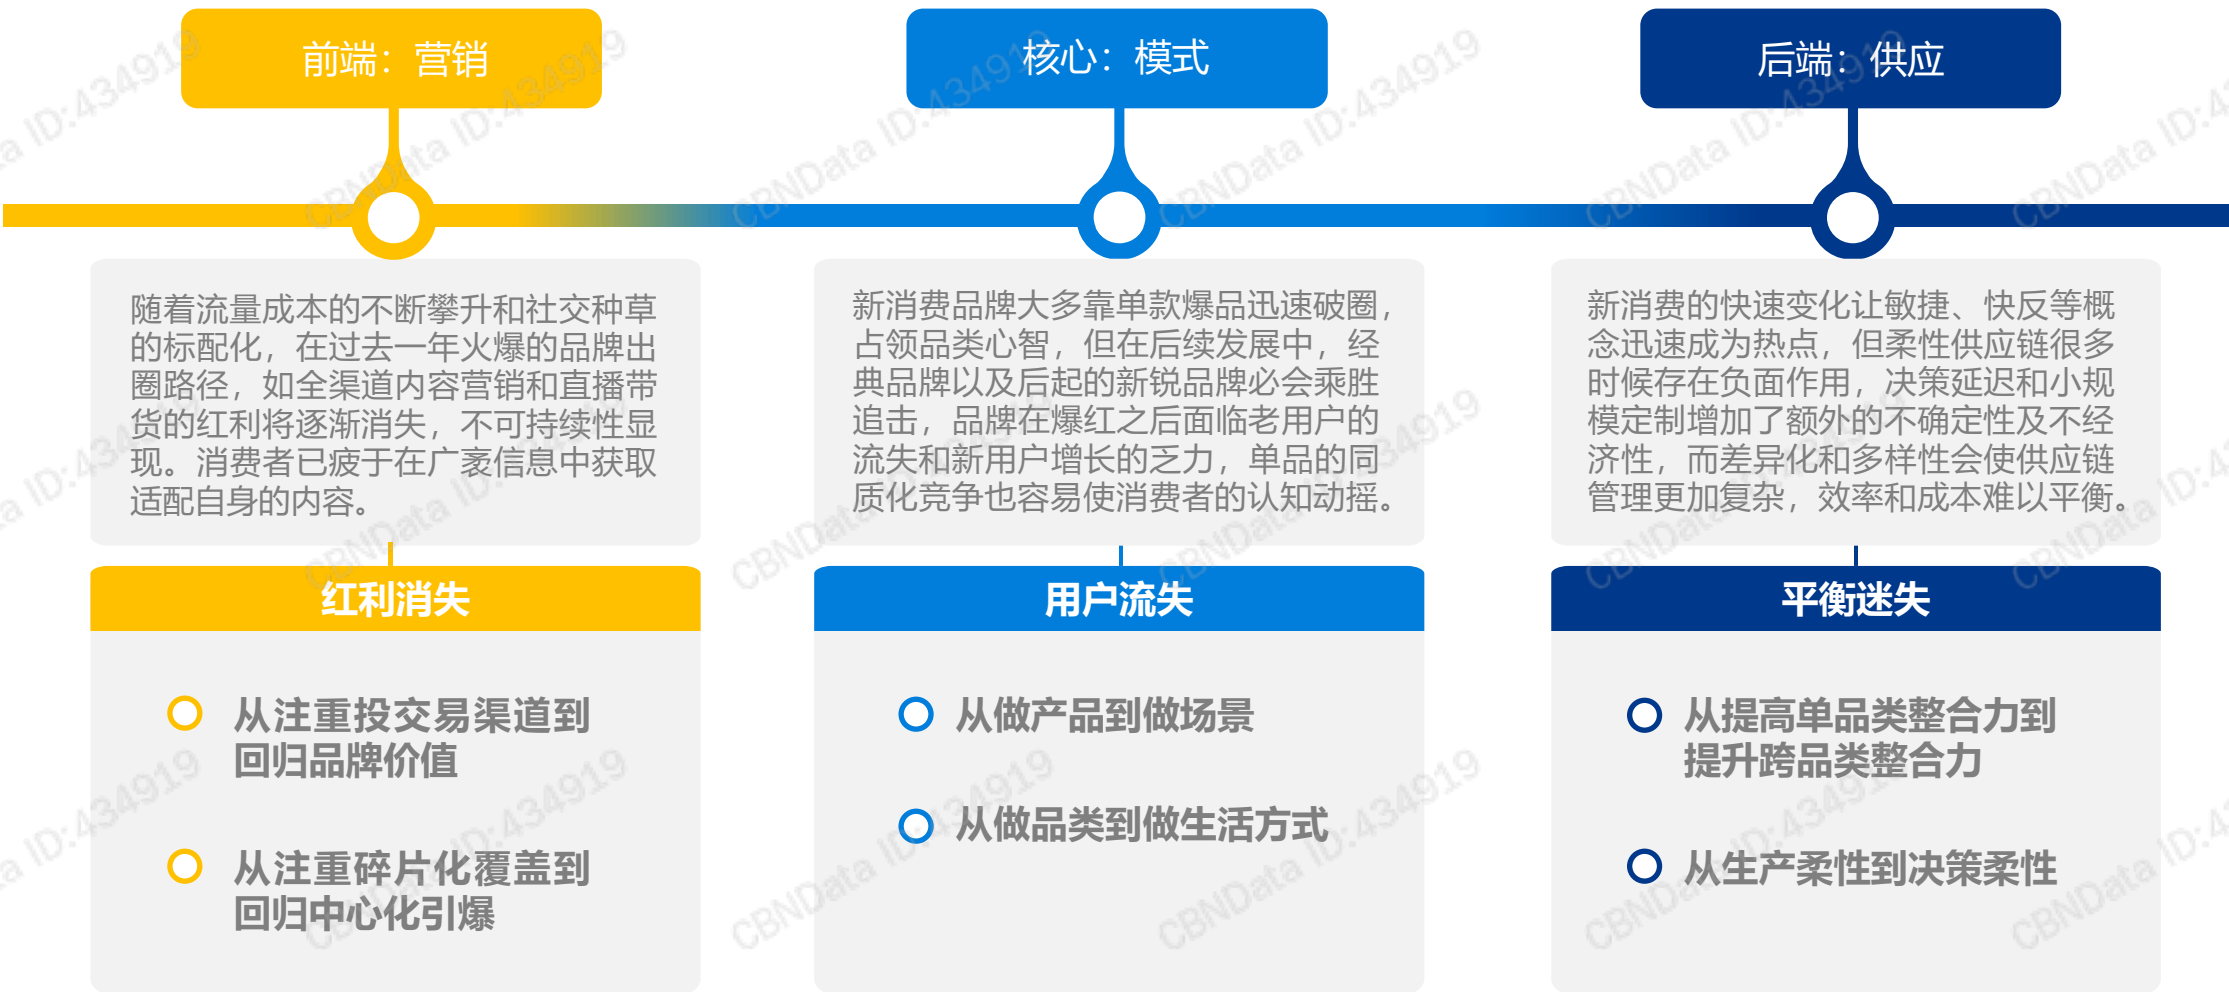 前端：营销
随着流量成本的不断攀升和社交种草
的标配化，在过去一年火爆的品牌出
圈路径，如全渠道内容营销和直播带
货的红利将逐渐消失，不可持续性显
现。消费者已疲于在广袤信息中获取
适配自身的内容。
红利消失
从注重投交易渠道到
回归品牌价值
从注重碎片化覆盖到
回归中心化引爆
核心：模式
新消费品牌大多靠单款爆品迅速破圈，
占领品类心智，但在后续发展中，经
典品牌以及后起的新锐品牌必会乘胜
追击，品牌在爆红之后面临老用户的
流失和新用户增长的乏力，单品的同
质化竞争也容易使消费者的认知动摇。
用户流失
从做产品到做场景
从做品类到做生活方式
后端：供应
新消费的快速变化让敏捷、快反等概
念迅速成为热点，但柔性供应链很多
时候存在负面作用，决策延迟和小规
模定制增加了额外的不确定性及不经
济性，而差异化和多样性会使供应链
管理更加复杂，效率和成本难以平衡。
平衡迷失
从提高单品类整合力到
提升跨品类整合力
从生产柔性到决策柔性
CBNData ID:434919